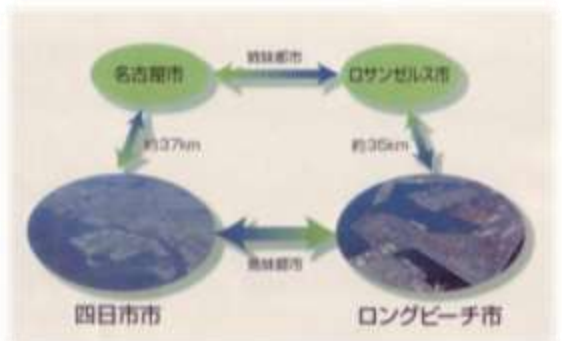 姉妹都市
名古屋市
ロサンゼルス市
約37km
約35km
姉妹都市
四日市市
ロングビーチ市